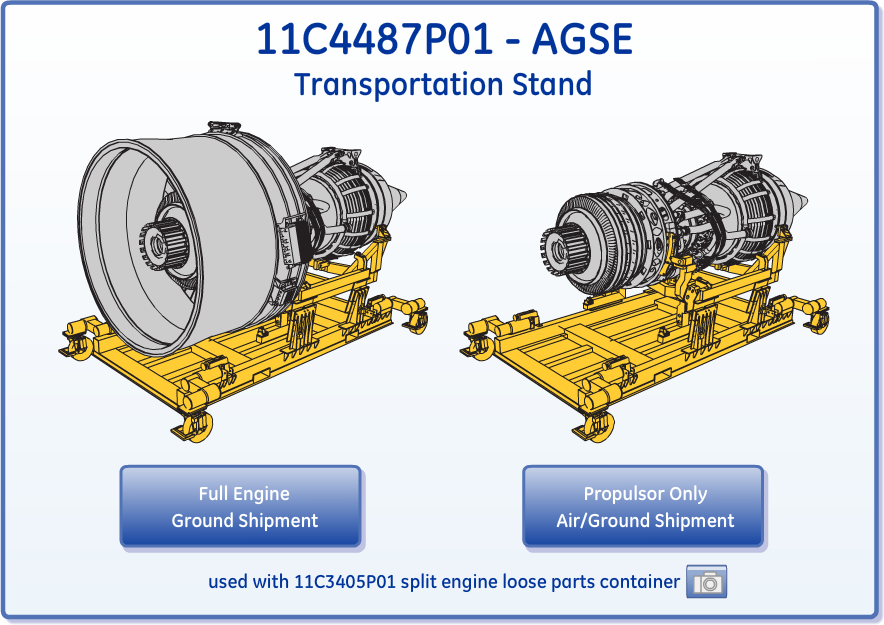 11C4487P01 - AGSE
Transportation Stand
Full Engine
Ground Shipment
Propulsor Only
Air/Ground Shipment
used with 11C3405P01 split engine loose parts container